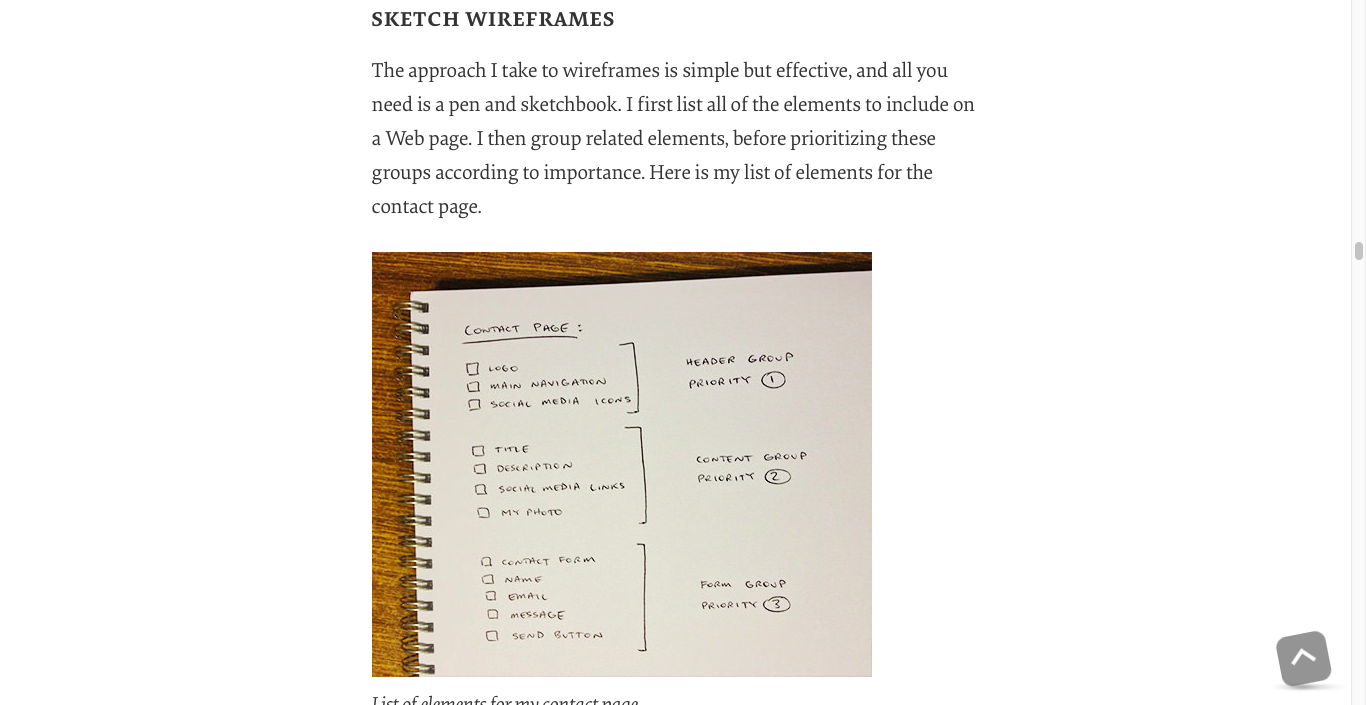 SKETCH WIREFRAMES
The approach I take to wireframes is simple but effective, and all you
need is a pen and sketchbook. I first list all of the elements to include on
a Web page. I then group related elements, before prioritizing these
groups according to importance. Here is my list of elements for the
contact page.
CONTACT PAGE :
LOGO
MAIN NAVIGATION
SOCIAL MEDIA ICONS
HEADER GROUP
PRIORITY 1
TITLE
DESCRIPTION
SOCIAL MEDIA LINKS
MY PHOTO
CONTENT GROUP
PRIORITY 2
CONTACT FORM
NAME
EMAIL
MESSAGE
SEND BUTTON
FORM GROUP
PRIORITY 3
List of elements for my contact page